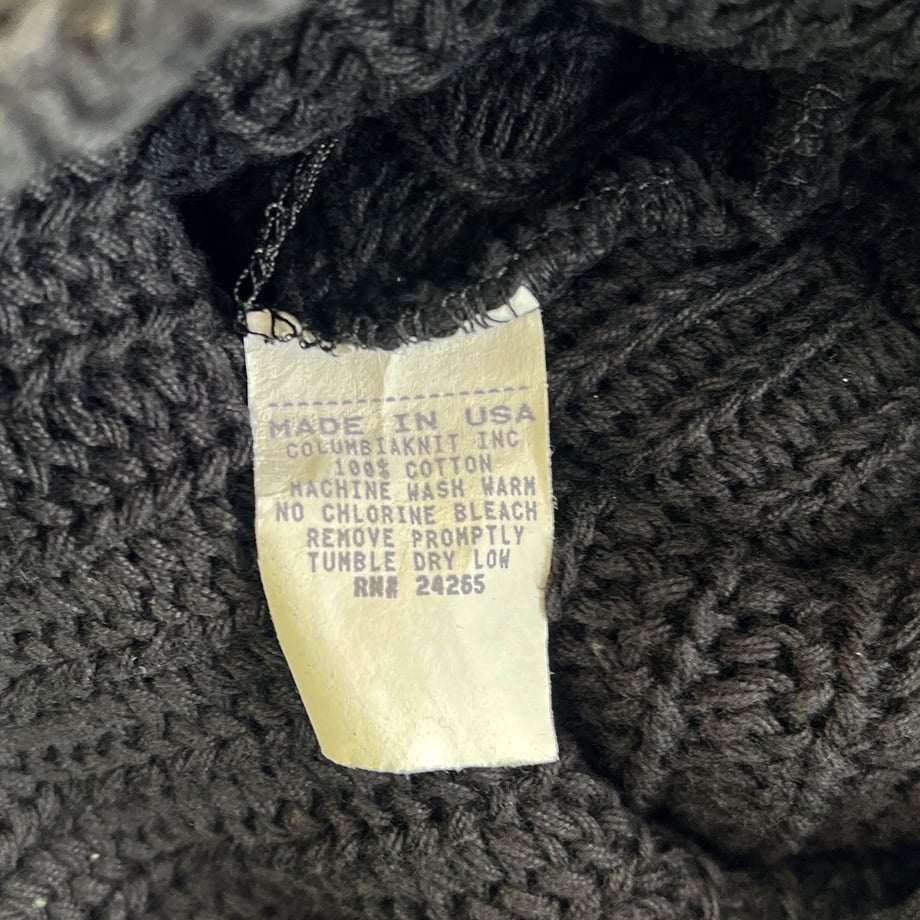 MADE IN USA
COLUMBIAKNIT INC
100% COTTON
MACHINE WASH WARM
NO CHLORINE BLEACH
REMOVE PROMPTLY
TUMBLE DRY LOW
RN# 24265